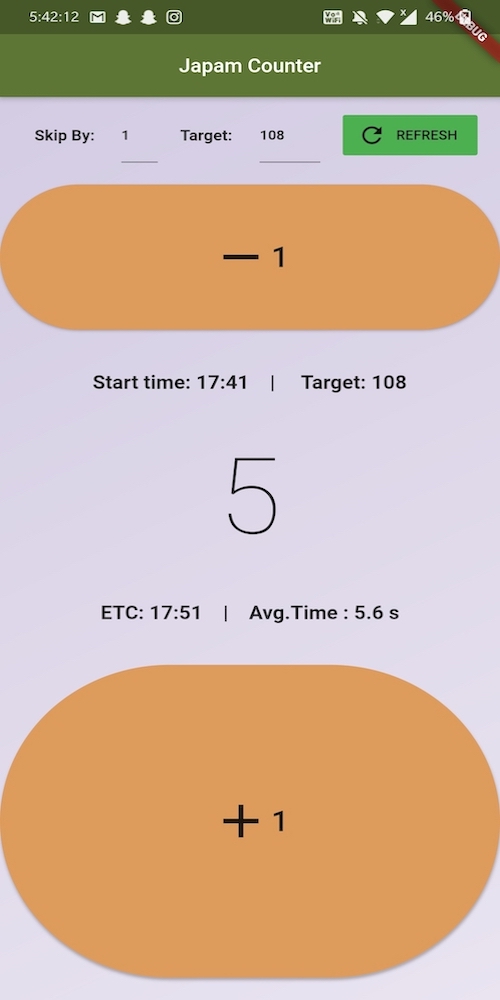 5:42:12
Vo
WiFi
x
46%
BUG
Japam Counter
Skip By: 1 Target: 108 REFRESH
1
Start time: 17:41 | Target: 108
5
ETC: 17:51 | Avg.Time : 5.6 s
+ 1